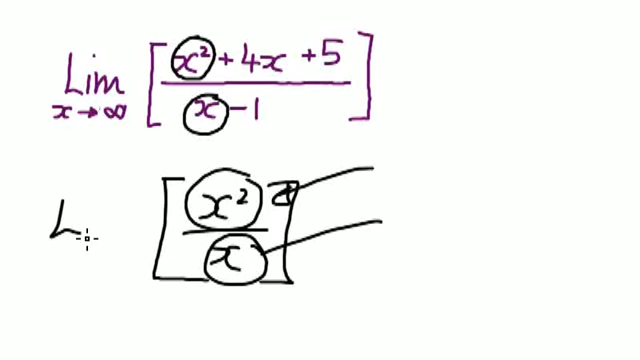 Lim x→∞ [ x² + 4x + 5 / x - 1 ]
L [ x² / x ]